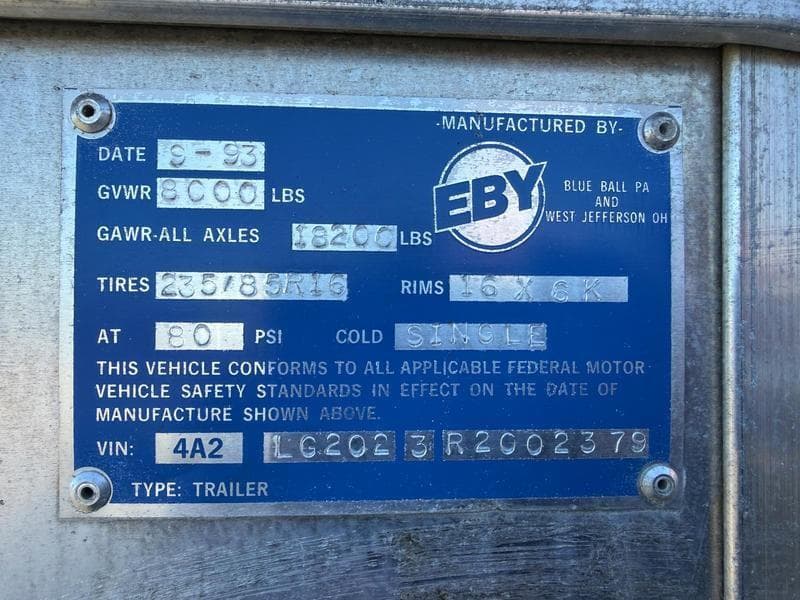 -MANUFACTURED BY-
DATE 9-93
GVWR 8000 LBS
EBY
BLUE BALL PA
AND
WEST JEFFERSON OH
GAWR-ALL AXLES 18200 LBS
TIRES 235/85R16 RIMS 16 X 6 K
AT 80 PSI COLD SINGLE
THIS VEHICLE CONFORMS TO ALL APPLICABLE FEDERAL MOTOR
VEHICLE SAFETY STANDARDS IN EFFECT ON THE DATE OF
MANUFACTURE SHOWN ABOVE.
VIN: 4A2 LG202 3 R2002379
TYPE: TRAILER